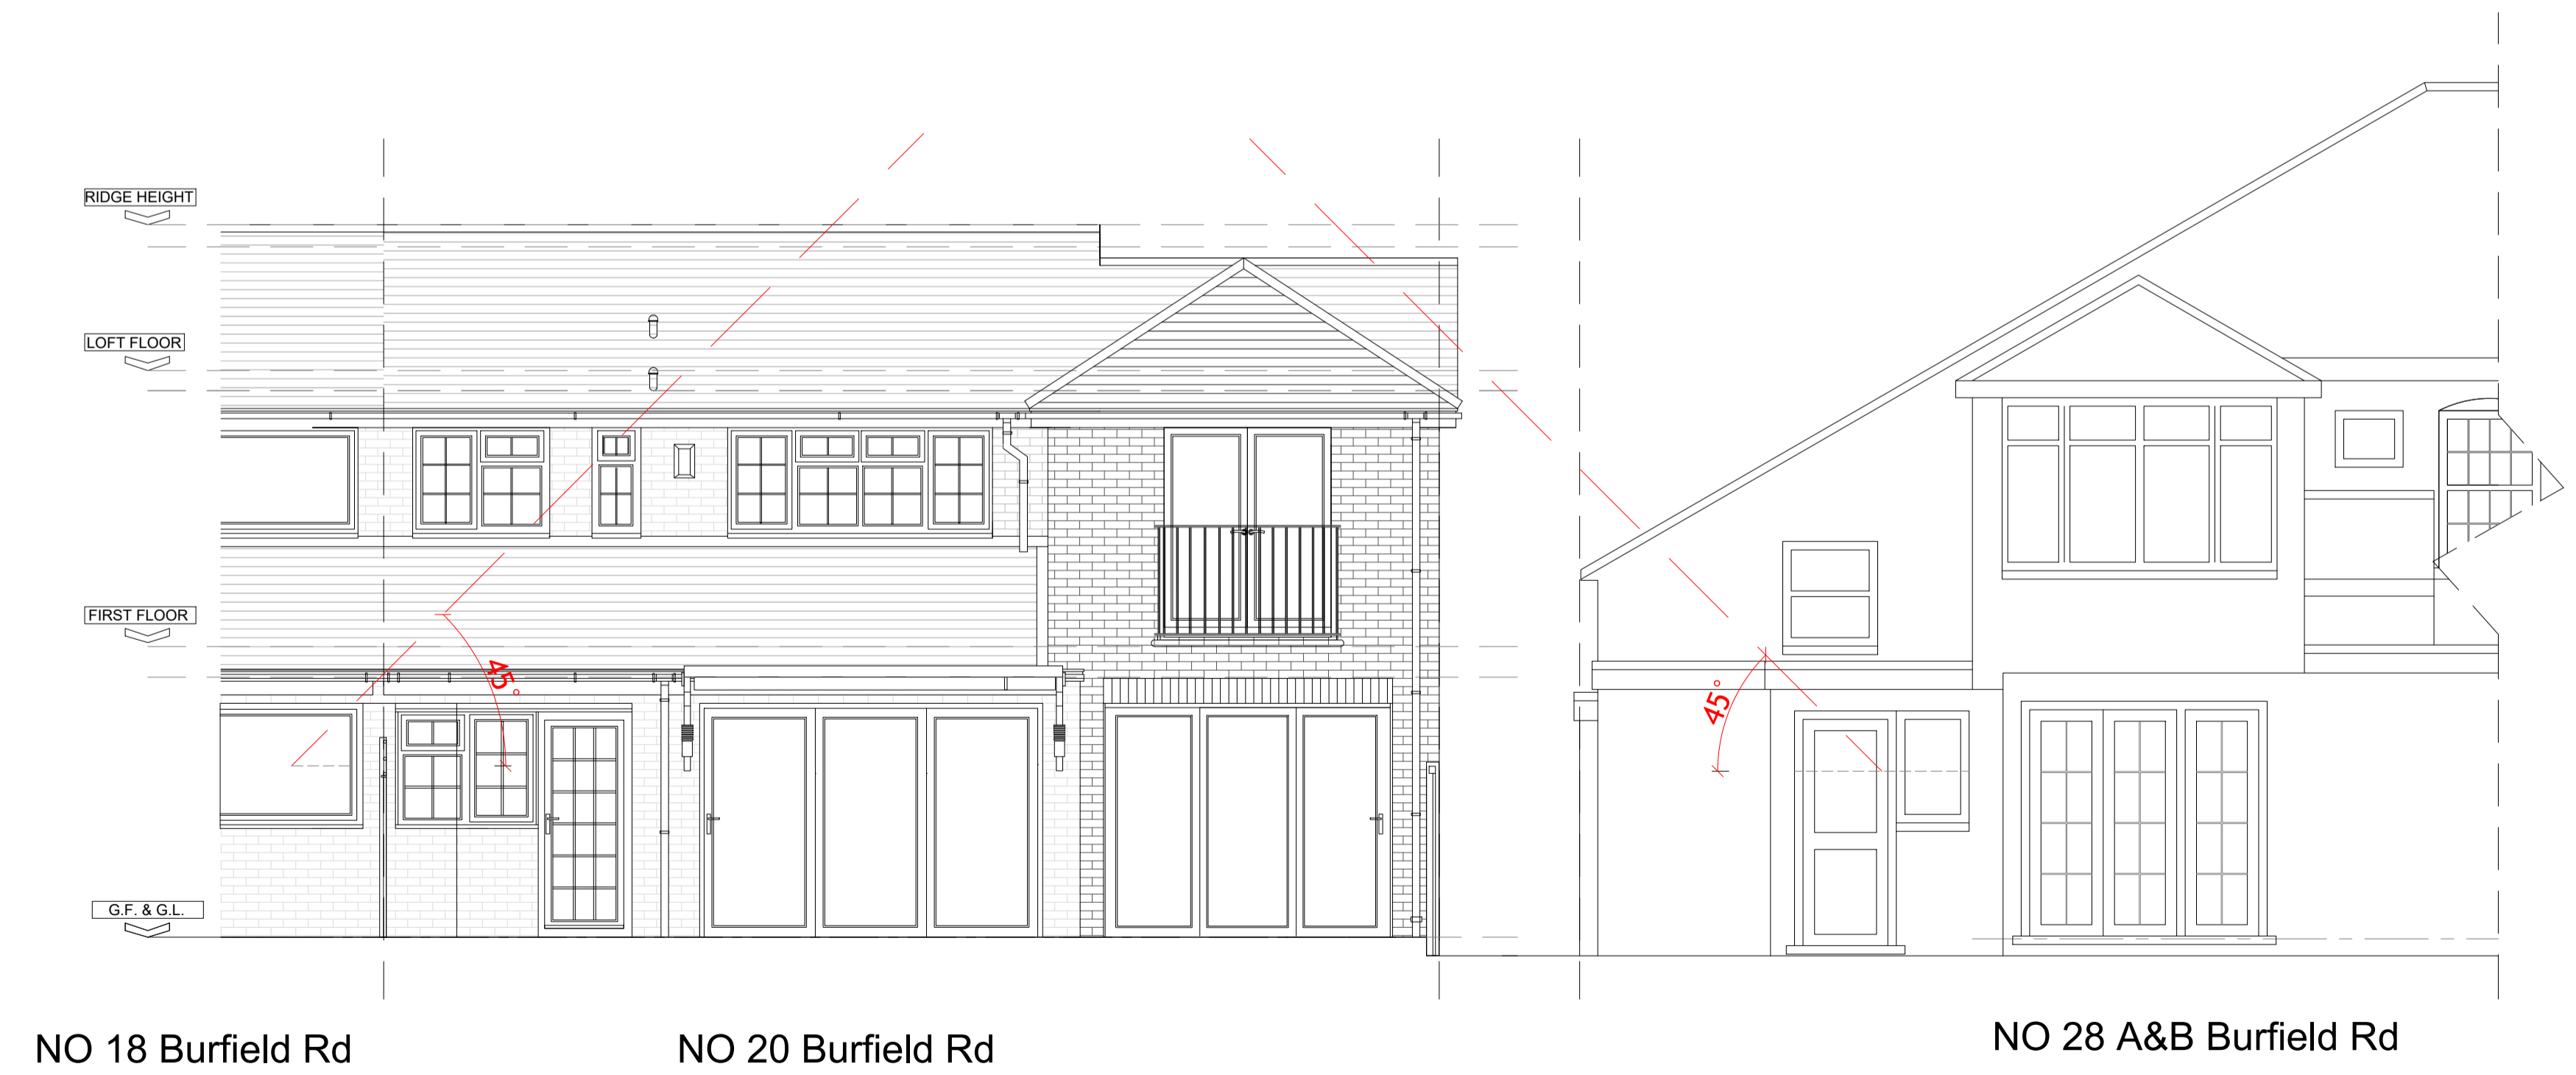 RIDGE HEIGHT
LOFT FLOOR
FIRST FLOOR
45°
45°
G.F. & G.L.
NO 18 Burfield Rd
NO 20 Burfield Rd
NO 28 A&B Burfield Rd